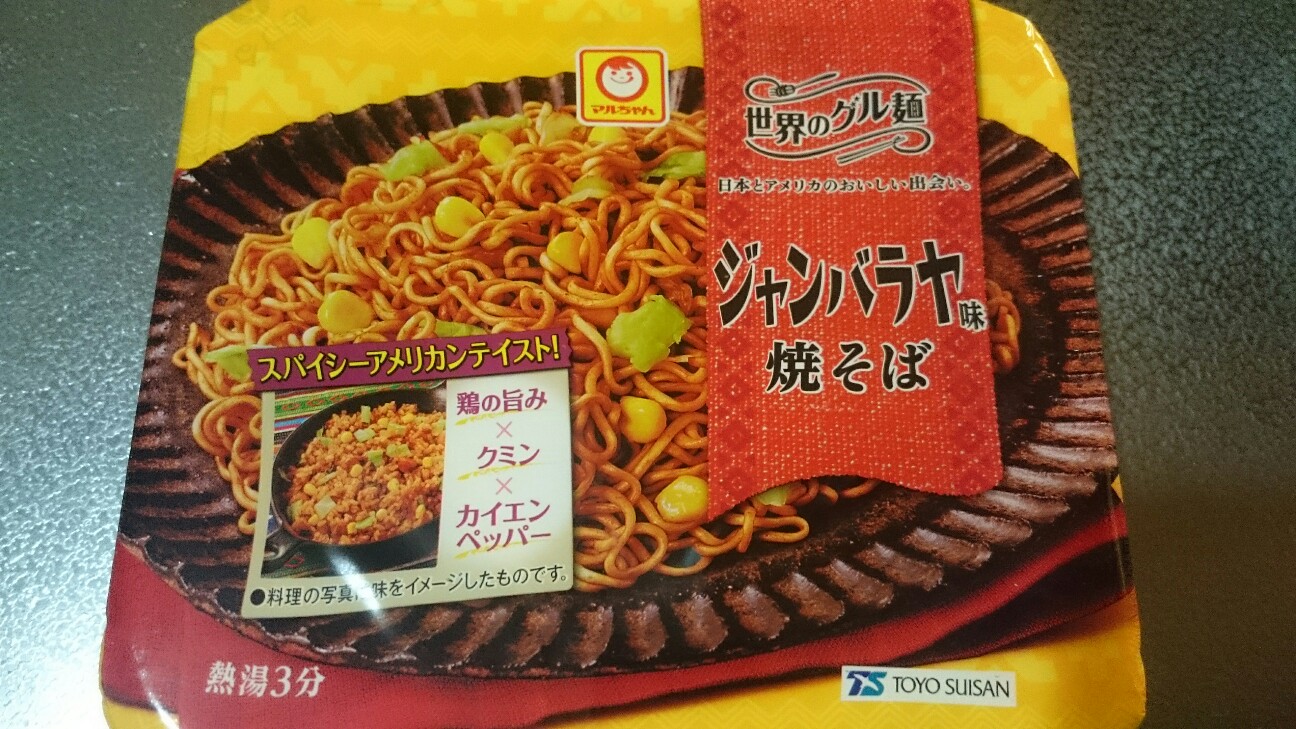 マルちゃん
世界のグル麺
日本とアメリカのおいしい出会い。
ジャンバラヤ味
焼そば
スパイシーアメリカンテイスト!
鶏の旨み
×
クミン
×
カイエン
ペッパー
●料理の写真は味をイメージしたものです。
熱湯3分
TS TOYO SUISAN